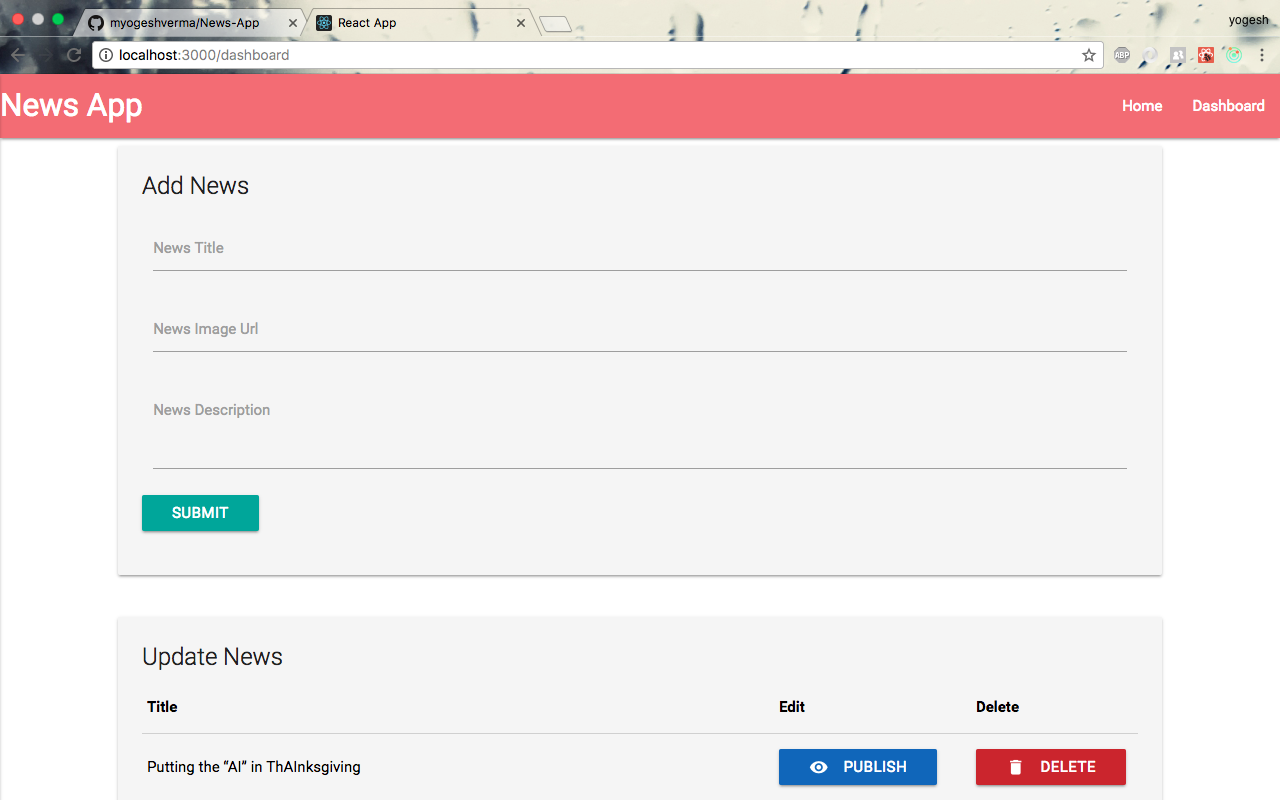 myogeshverma/News-App
React App
yogesh
localhost:3000/dashboard
ABP
News App
Home
Dashboard
Add News
News Title
News Image Url
News Description
SUBMIT
Update News
Title Edit Delete
Putting the “AI” in ThAInksgiving PUBLISH DELETE